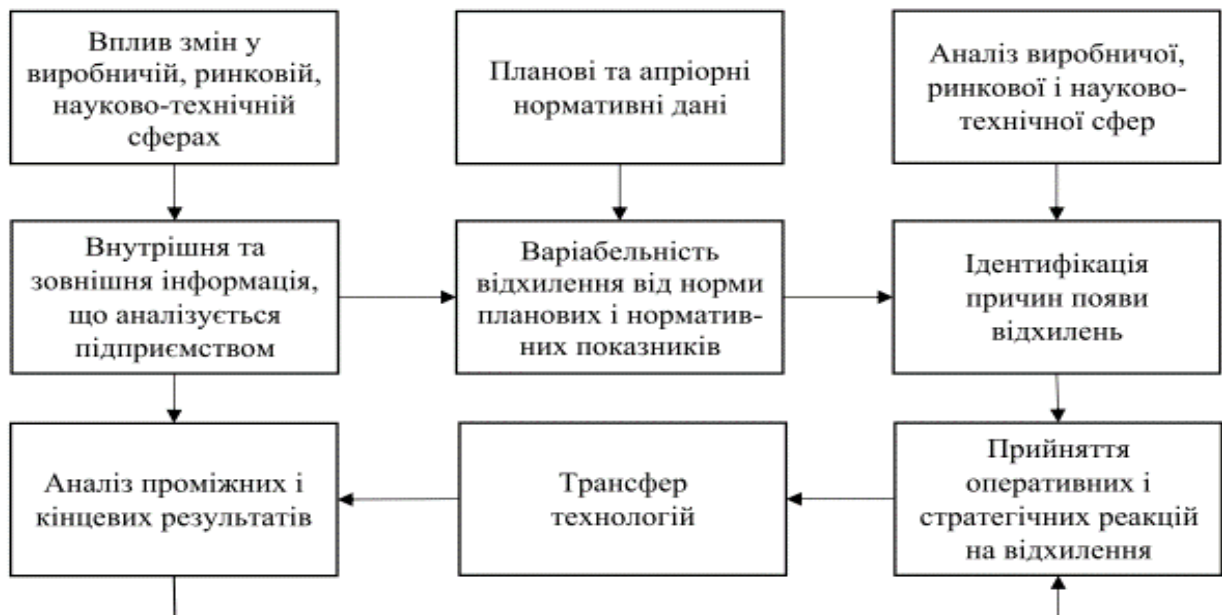 Вплив змін у
виробничій, ринковій,
науково-технічній
сферах
Планові та апріорні
нормативні дані
Аналіз виробничої,
ринкової і науково-
технічної сфер
Внутрішня та
зовнішня інформація,
що аналізується
підприємством
Варіабельність
відхилення від норми
планових і норматив-
них показників
Ідентифікація
причин появи
відхилень
Аналіз проміжних і
кінцевих результатів
Трансфер
технологій
Прийняття
оперативних і
стратегічних реакцій
на відхилення